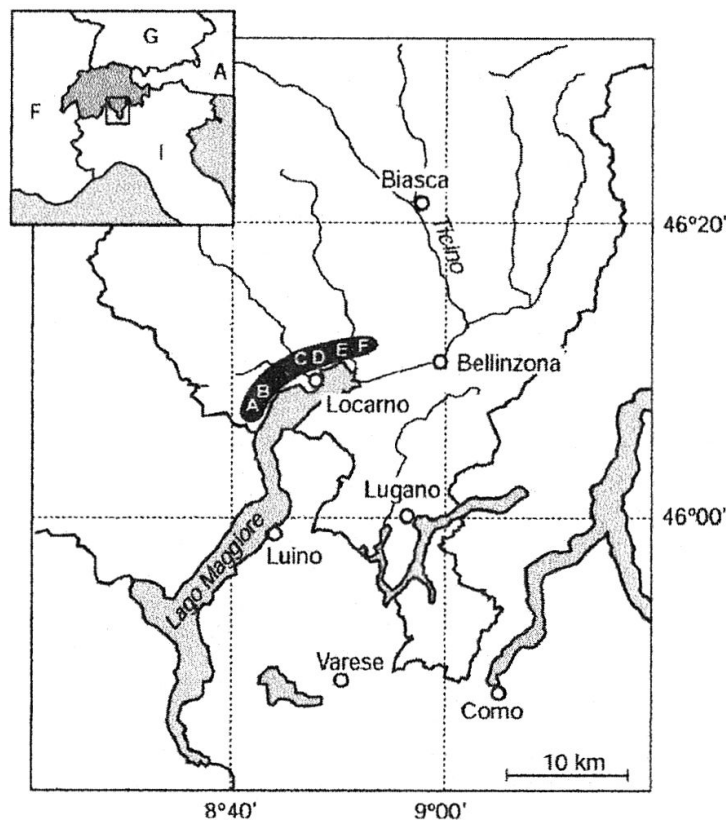 G
A
F
I
Biasca
Ticino
46°20'
C D E F
B
A
Bellinzona
Locarno
Lugano
46°00'
Luino
Lago Maggiore
Varese
Como
10 km
8°40'
9°00'